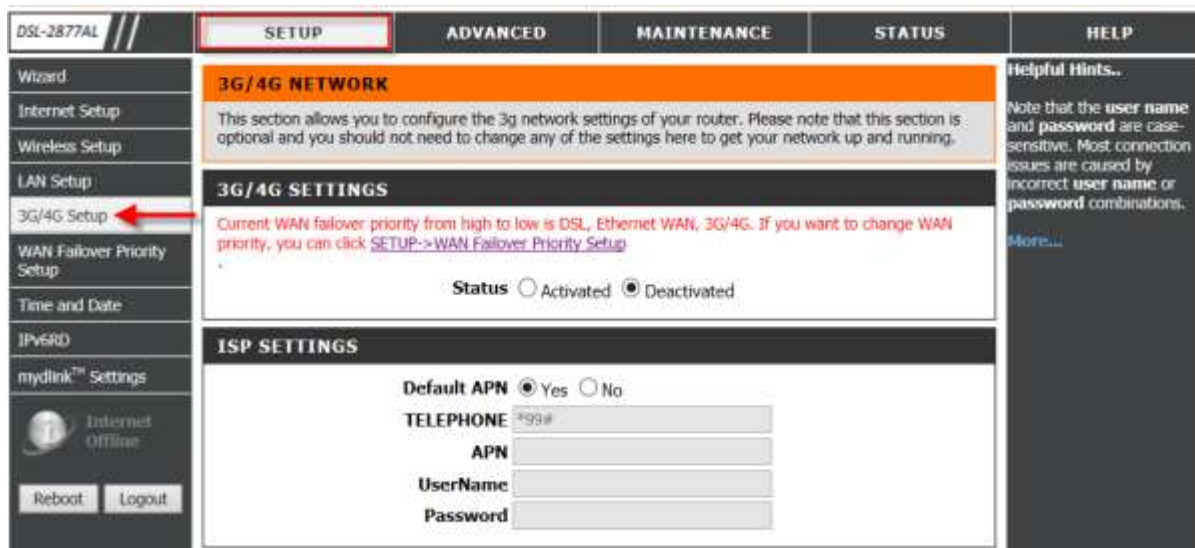 DSL-2877AL
SETUP
ADVANCED
MAINTENANCE
STATUS
HELP
Wizard
Internet Setup
Wireless Setup
LAN Setup
3G/4G Setup
WAN Failover Priority
Setup
Time and Date
IPv6RD
mydlink™ Settings
Internet
Offline
Reboot
Logout
3G/4G NETWORK
This section allows you to configure the 3g network settings of your router. Please note that this section is
optional and you should not need to change any of the settings here to get your network up and running.
3G/4G SETTINGS
Current WAN failover priority from high to low is DSL, Ethernet WAN, 3G/4G. If you want to change WAN
priority, you can click SETUP->WAN Failover Priority Setup
.
Status Activated Deactivated
ISP SETTINGS
Default APN Yes No
TELEPHONE *99#
APN
UserName
Password
Helpful Hints..
Note that the user name
and password are case-
sensitive. Most connection
issues are caused by
incorrect user name or
password combinations.
More...